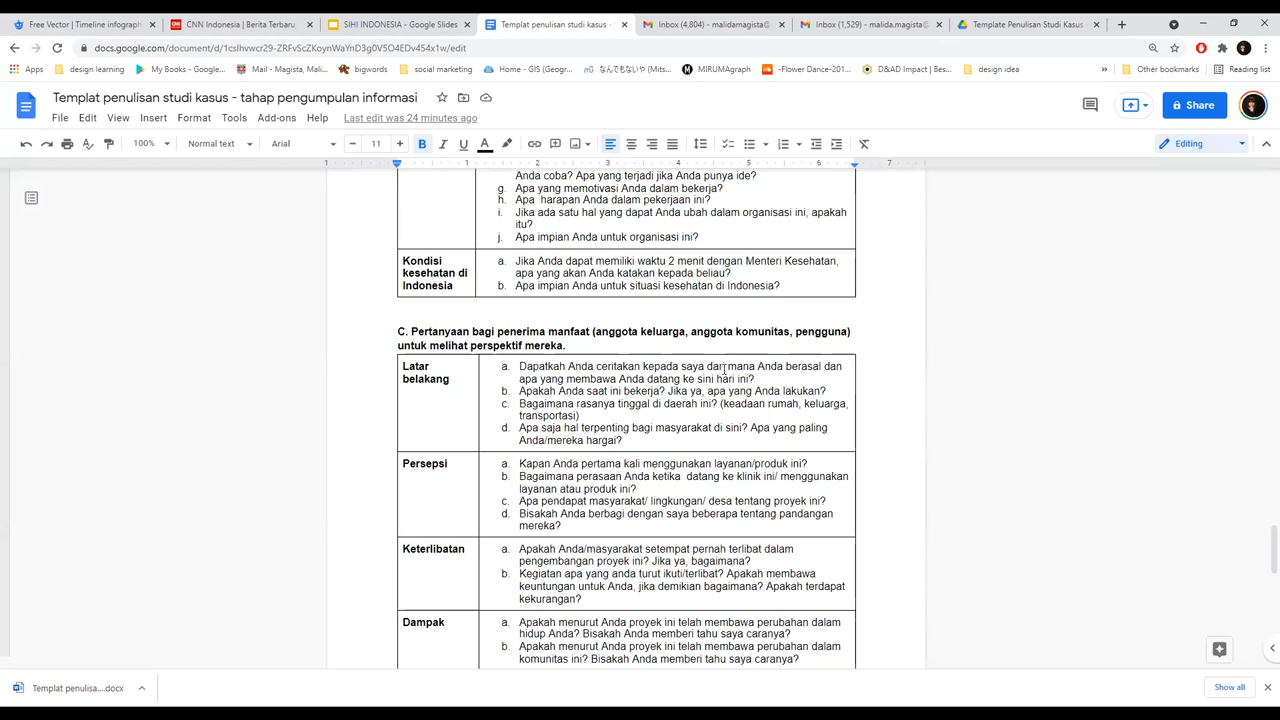 Free Vector | Timeline infograph
CNN Indonesia | Berita Terbaru,
SIHI INDONESIA - Google Slides
Templat penulisan studi kasus - t
Inbox (4,804) - malidamagista@
Inbox (1,529) - malida.magista@
Template Penulisan Studi Kasus
docs.google.com/document/d/1csIhvwcr29-ZRFvScZKoynWaYnD3g0V5O4EDv454x1w/edit
Apps
design learning
My Books - Google...
Mail - Magista, Mali...
bigwords
social marketing
Home - GIS (Geogr...
なんでもないや (Mits...
MIRUMAgraph
-Flower Dance-201...
D&AD Impact | Bes...
design idea
Other bookmarks
Reading list
Templat penulisan studi kasus - tahap pengumpulan informasi
File Edit View Insert Format Tools Add-ons Help Last edit was 24 minutes ago
Share
100% Normal text Arial 11 B I U A
Editing
1 1 2 3 4 5 6 7
Anda coba? Apa yang terjadi jika Anda punya ide?
g. Apa yang memotivasi Anda dalam bekerja?
h. Apa harapan Anda dalam pekerjaan ini?
i. Jika ada satu hal yang dapat Anda ubah dalam organisasi ini, apakah
itu?
j. Apa impian Anda untuk organisasi ini?
Kondisi
kesehatan di
Indonesia
a. Jika Anda dapat memiliki waktu 2 menit dengan Menteri Kesehatan,
apa yang akan Anda katakan kepada beliau?
b. Apa impian Anda untuk situasi kesehatan di Indonesia?
C. Pertanyaan bagi penerima manfaat (anggota keluarga, anggota komunitas, pengguna)
untuk melihat perspektif mereka.
Latar
belakang
a. Dapatkah Anda ceritakan kepada saya dari mana Anda berasal dan
apa yang membawa Anda datang ke sini hari ini?
b. Apakah Anda saat ini bekerja? Jika ya, apa yang Anda lakukan?
c. Bagaimana rasanya tinggal di daerah ini? (keadaan rumah, keluarga,
transportasi)
d. Apa saja hal terpenting bagi masyarakat di sini? Apa yang paling
Anda/mereka hargai?
Persepsi
a. Kapan Anda pertama kali menggunakan layanan/produk ini?
b. Bagaimana perasaan Anda ketika datang ke klinik ini/ menggunakan
layanan atau produk ini?
c. Apa pendapat masyarakat/ lingkungan/ desa tentang proyek ini?
d. Bisakah Anda berbagi dengan saya beberapa tentang pandangan
mereka?
Keterlibatan
a. Apakah Anda/masyarakat setempat pernah terlibat dalam
pengembangan proyek ini? Jika ya, bagaimana?
b. Kegiatan apa yang anda turut ikuti/terlibat? Apakah membawa
keuntungan untuk Anda, jika demikian bagaimana? Apakah terdapat
kekurangan?
Dampak
a. Apakah menurut Anda proyek ini telah membawa perubahan dalam
hidup Anda? Bisakah Anda memberi tahu saya caranya?
b. Apakah menurut Anda proyek ini telah membawa perubahan dalam
komunitas ini? Bisakah Anda memberi tahu saya caranya?
Templat penulisa....docx
Show all